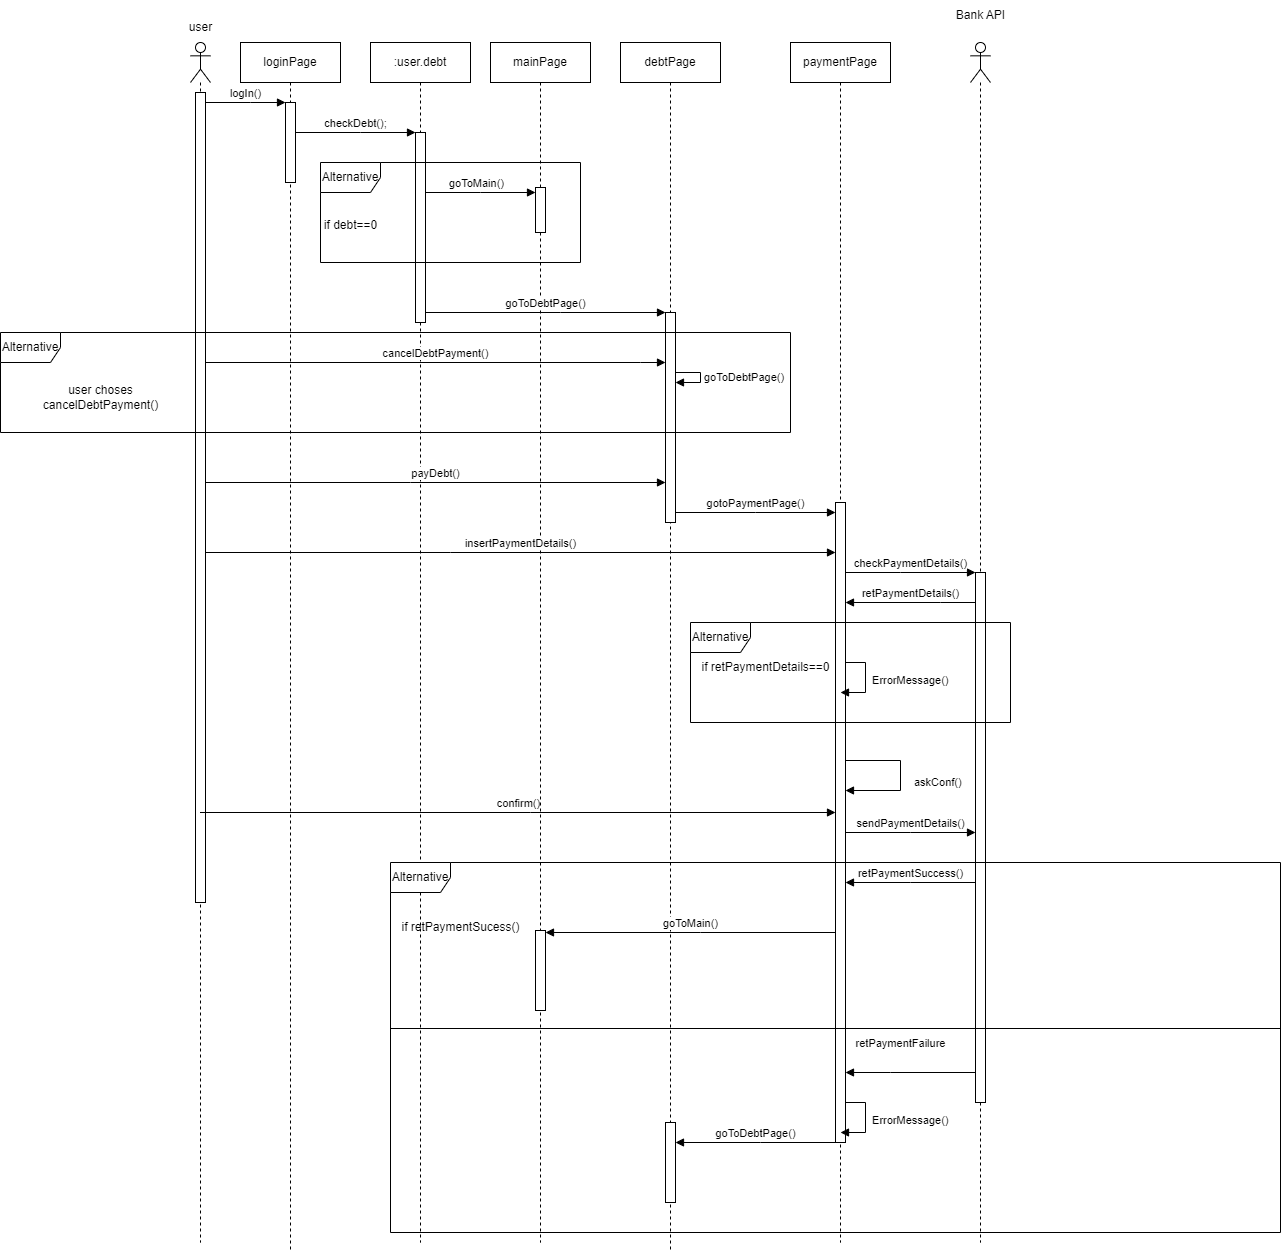 Bank API
user
loginPage
:user.debt
mainPage
debtPage
paymentPage
logIn()
checkDebt();
Alternative
goToMain()
if debt==0
goToDebtPage()
Alternative
cancelDebtPayment()
goToDebtPage()
user choses
cancelDebtPayment()
payDebt()
gotoPaymentPage()
insertPaymentDetails()
checkPaymentDetails()
retPaymentDetails()
Alternative
if retPaymentDetails==0
ErrorMessage()
askConf()
confirm()
sendPaymentDetails()
Alternative
retPaymentSuccess()
if retPaymentSucess()
goToMain()
retPaymentFailure
ErrorMessage()
goToDebtPage()